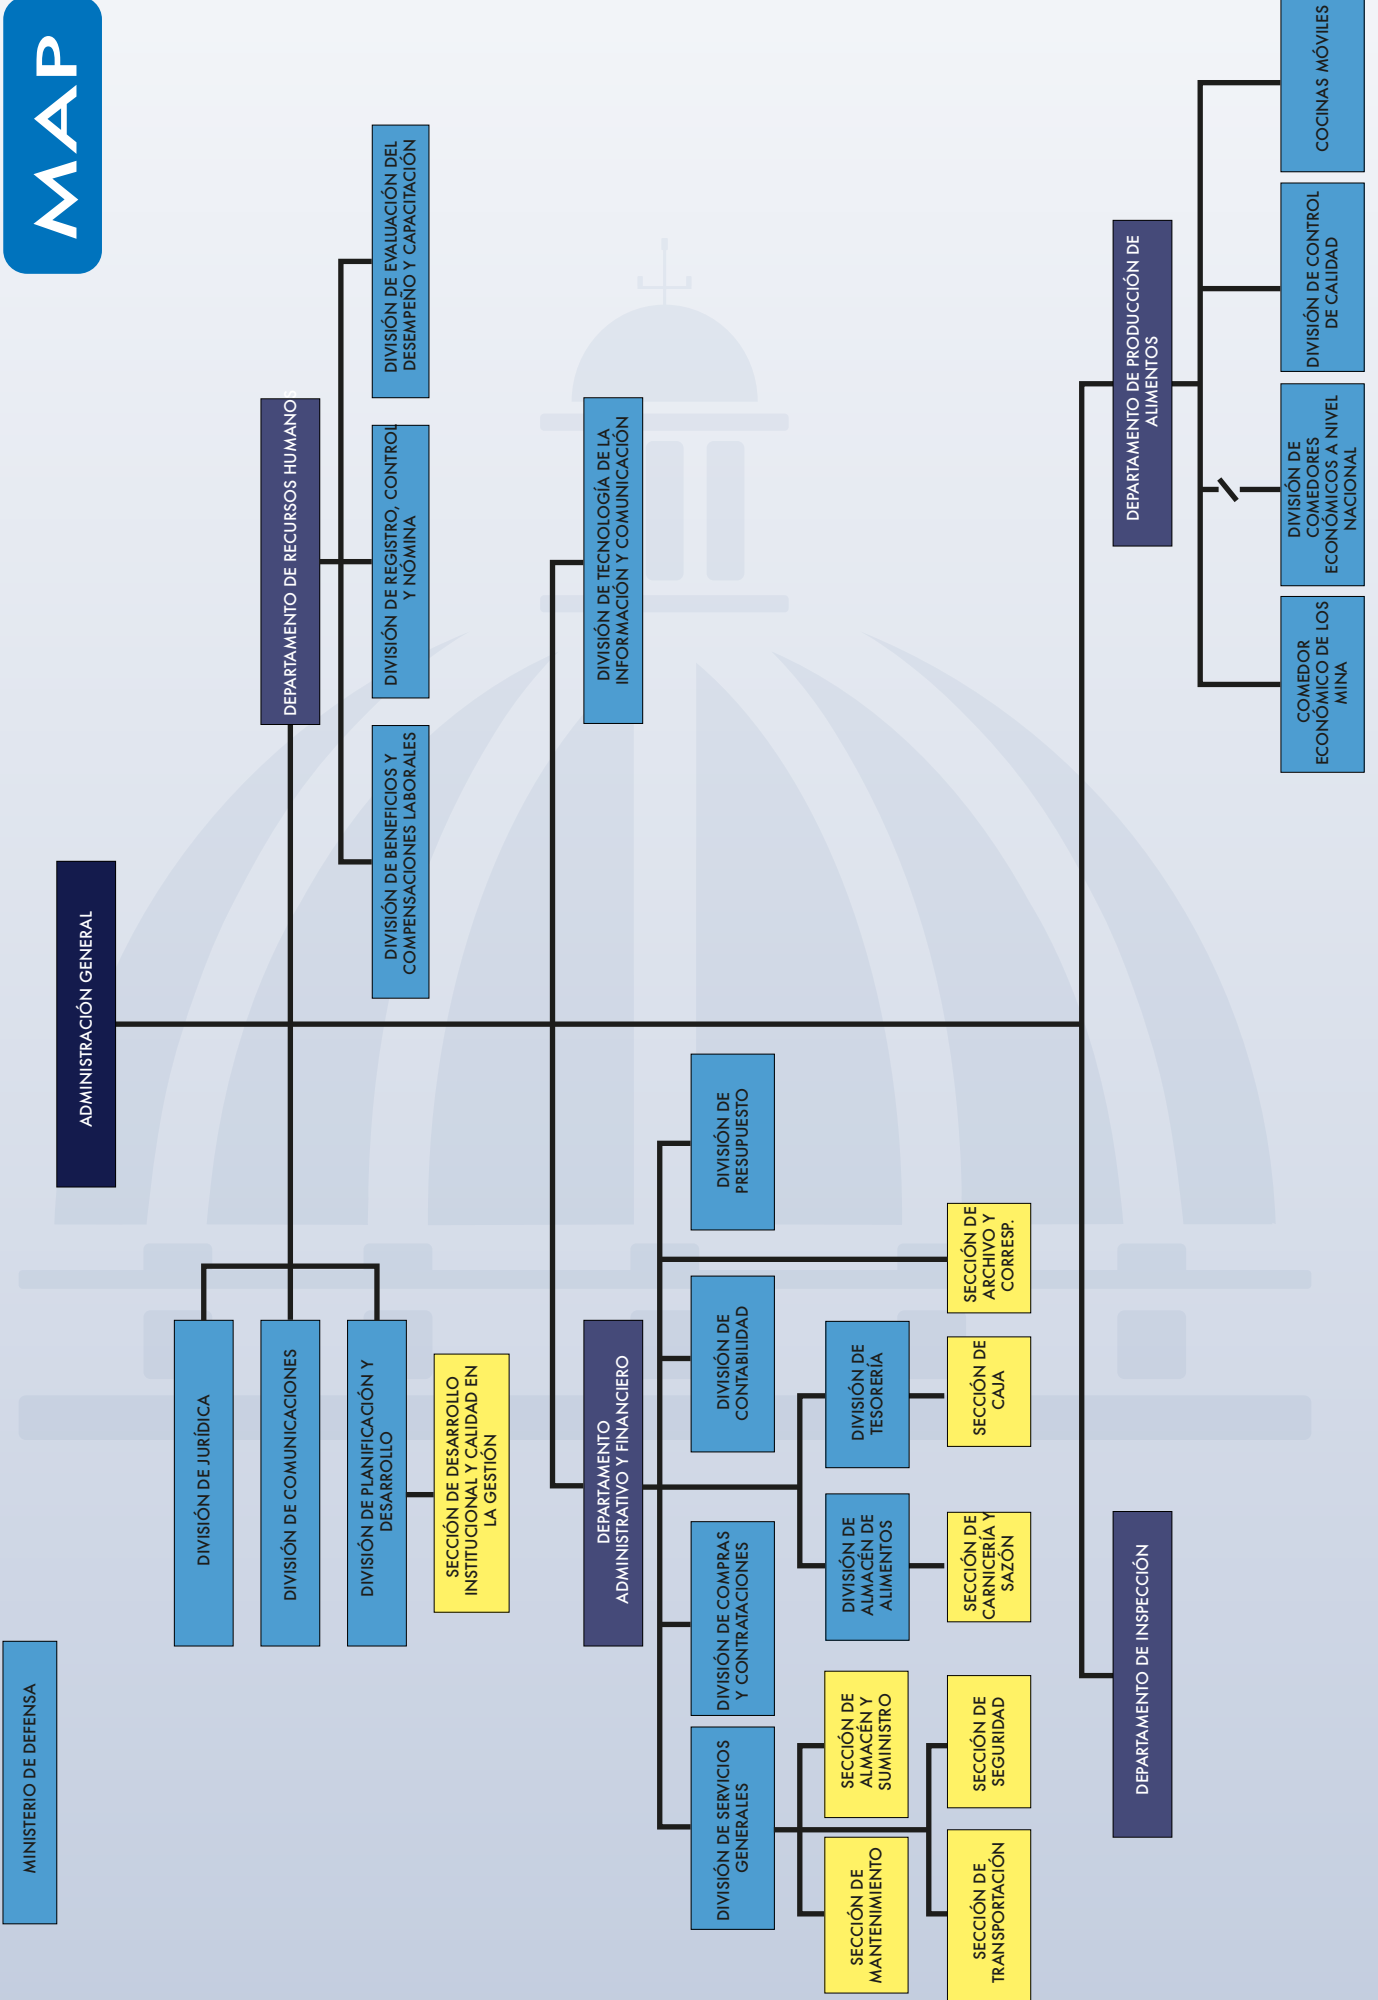 MAP
MINISTERIO DE DEFENSA
ADMINISTRACIÓN GENERAL
DIVISIÓN DE JURÍDICA
DIVISIÓN DE COMUNICACIONES
DIVISIÓN DE PLANIFICACIÓN Y
DESARROLLO
SECCIÓN DE DESARROLLO
INSTITUCIONAL Y CALIDAD EN
LA GESTIÓN
DEPARTAMENTO DE RECURSOS HUMANOS
DIVISIÓN DE BENEFICIOS Y
COMPENSACIONES LABORALES
DIVISIÓN DE REGISTRO, CONTROL
Y NÓMINA
DIVISIÓN DE EVALUACIÓN DEL
DESEMPEÑO Y CAPACITACIÓN
DEPARTAMENTO
ADMINISTRATIVO Y FINANCIERO
DIVISIÓN DE TECNOLOGÍA DE LA
INFORMACIÓN Y COMUNICACIÓN
DIVISIÓN DE SERVICIOS
GENERALES
DIVISIÓN DE COMPRAS
Y CONTRATACIONES
DIVISIÓN DE
CONTABILIDAD
DIVISIÓN DE
PRESUPUESTO
SECCIÓN DE
MANTENIMIENTO
SECCIÓN DE
ALMACÉN Y
SUMINISTRO
DIVISIÓN DE
ALMACÉN DE
ALIMENTOS
DIVISIÓN DE
TESORERÍA
SECCIÓN DE
TRANSPORTACIÓN
SECCIÓN DE
SEGURIDAD
SECCIÓN DE
CARNICERÍA Y
SAZÓN
SECCIÓN DE
CAJA
SECCIÓN DE
ARCHIVO Y
CORRESP.
DEPARTAMENTO DE INSPECCIÓN
DEPARTAMENTO DE PRODUCCIÓN DE
ALIMENTOS
COMEDOR
ECONÓMICO DE LOS
MINA
DIVISIÓN DE
COMEDORES
ECONÓMICOS A NIVEL
NACIONAL
DIVISIÓN DE CONTROL
DE CALIDAD
COCINAS MÓVILES